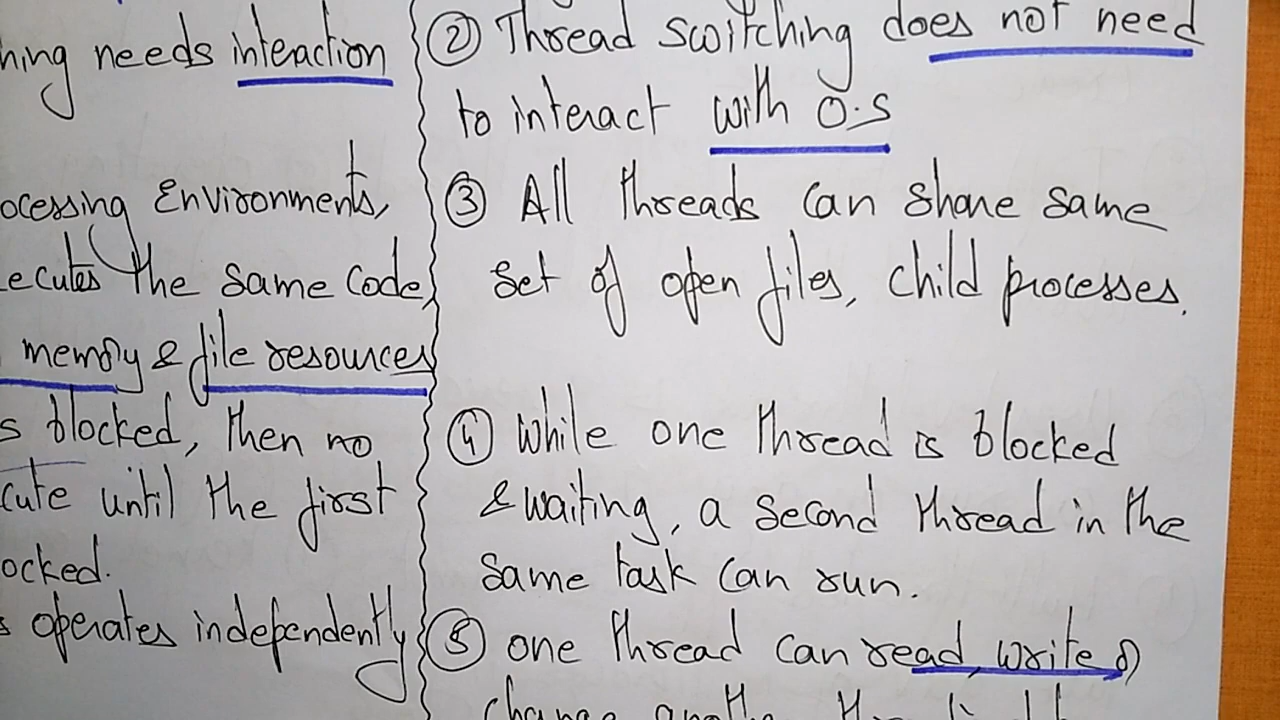 needs interaction
ocessing Environments,
ecutes the same code,
memory & file resources
s blocked, then no
cute until the first
ocked.
s operates independently
② Thread switching does not need
to interact with O.S
③ All threads can share same
set of open files, child processes.
④ While one thread is blocked
& waiting, a second thread in the
same task can run.
⑤ one thread can read, write